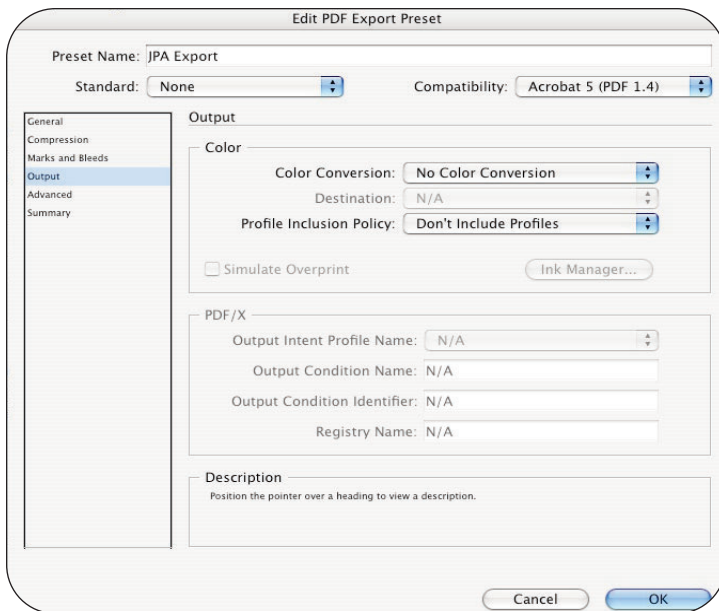 Edit PDF Export Preset
Preset Name: JPA Export
Standard: None Compatibility: Acrobat 5 (PDF 1.4)
General
Compression
Marks and Bleeds
Output
Advanced
Summary
Output
Color
Color Conversion: No Color Conversion
Destination: N/A
Profile Inclusion Policy: Don't Include Profiles
Simulate Overprint Ink Manager...
PDF/X
Output Intent Profile Name: N/A
Output Condition Name: N/A
Output Condition Identifier: N/A
Registry Name: N/A
Description
Position the pointer over a heading to view a description.
Cancel OK